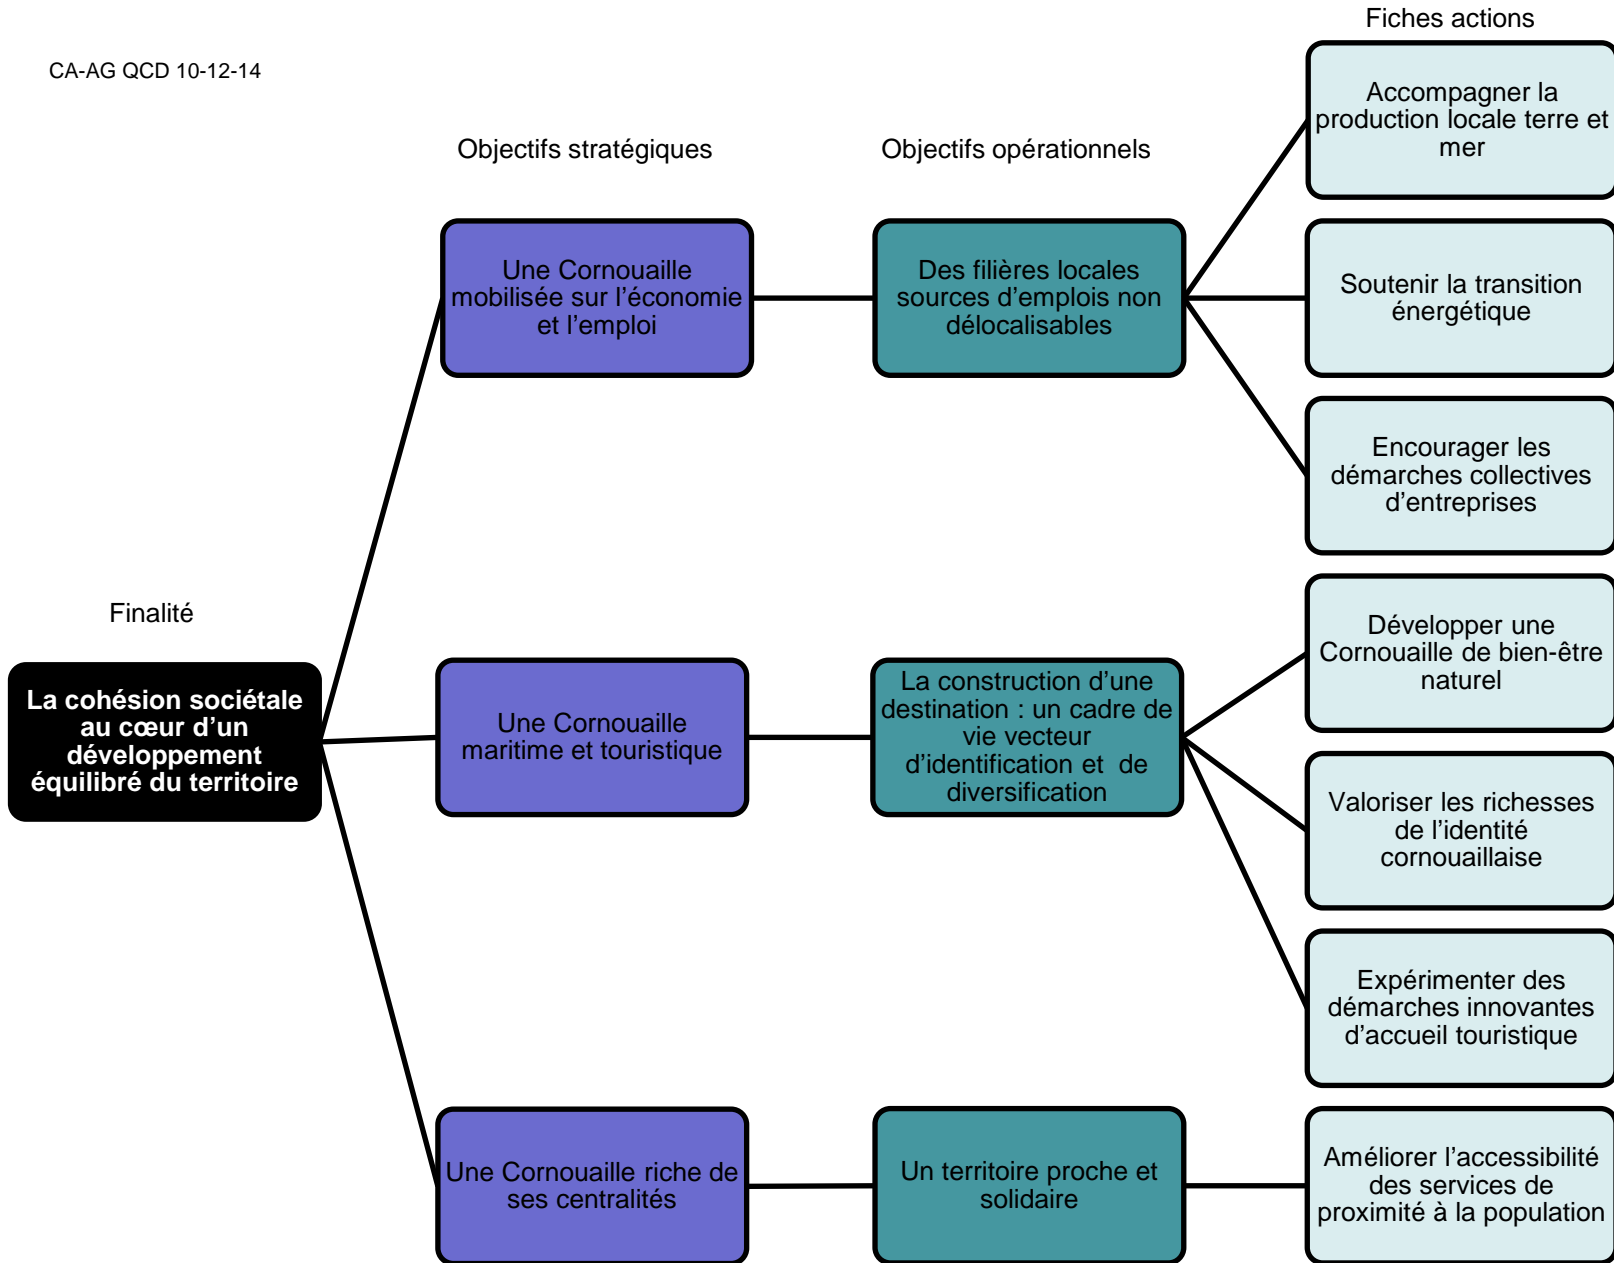 Fiches actions
CA-AG QCD 10-12-14
Objectifs stratégiques
Objectifs opérationnels
Accompagner la
production locale terre et
mer
Une Cornouaille
mobilisée sur l’économie
et l’emploi
Des filières locales
sources d’emplois non
délocalisables
Soutenir la transition
énergétique
Encourager les
démarches collectives
d’entreprises
Finalité
La cohésion sociétale
au cœur d’un
développement
équilibré du territoire
Une Cornouaille
maritime et touristique
La construction d’une
destination : un cadre de
vie vecteur
d’identification et  de
diversification
Développer une
Cornouaille de bien-être
naturel
Valoriser les richesses
de l’identité
cornouaillaise
Expérimenter des
démarches innovantes
d’accueil touristique
Une Cornouaille riche de
ses centralités
Un territoire proche et
solidaire
Améliorer l’accessibilité
des services de
proximité à la population